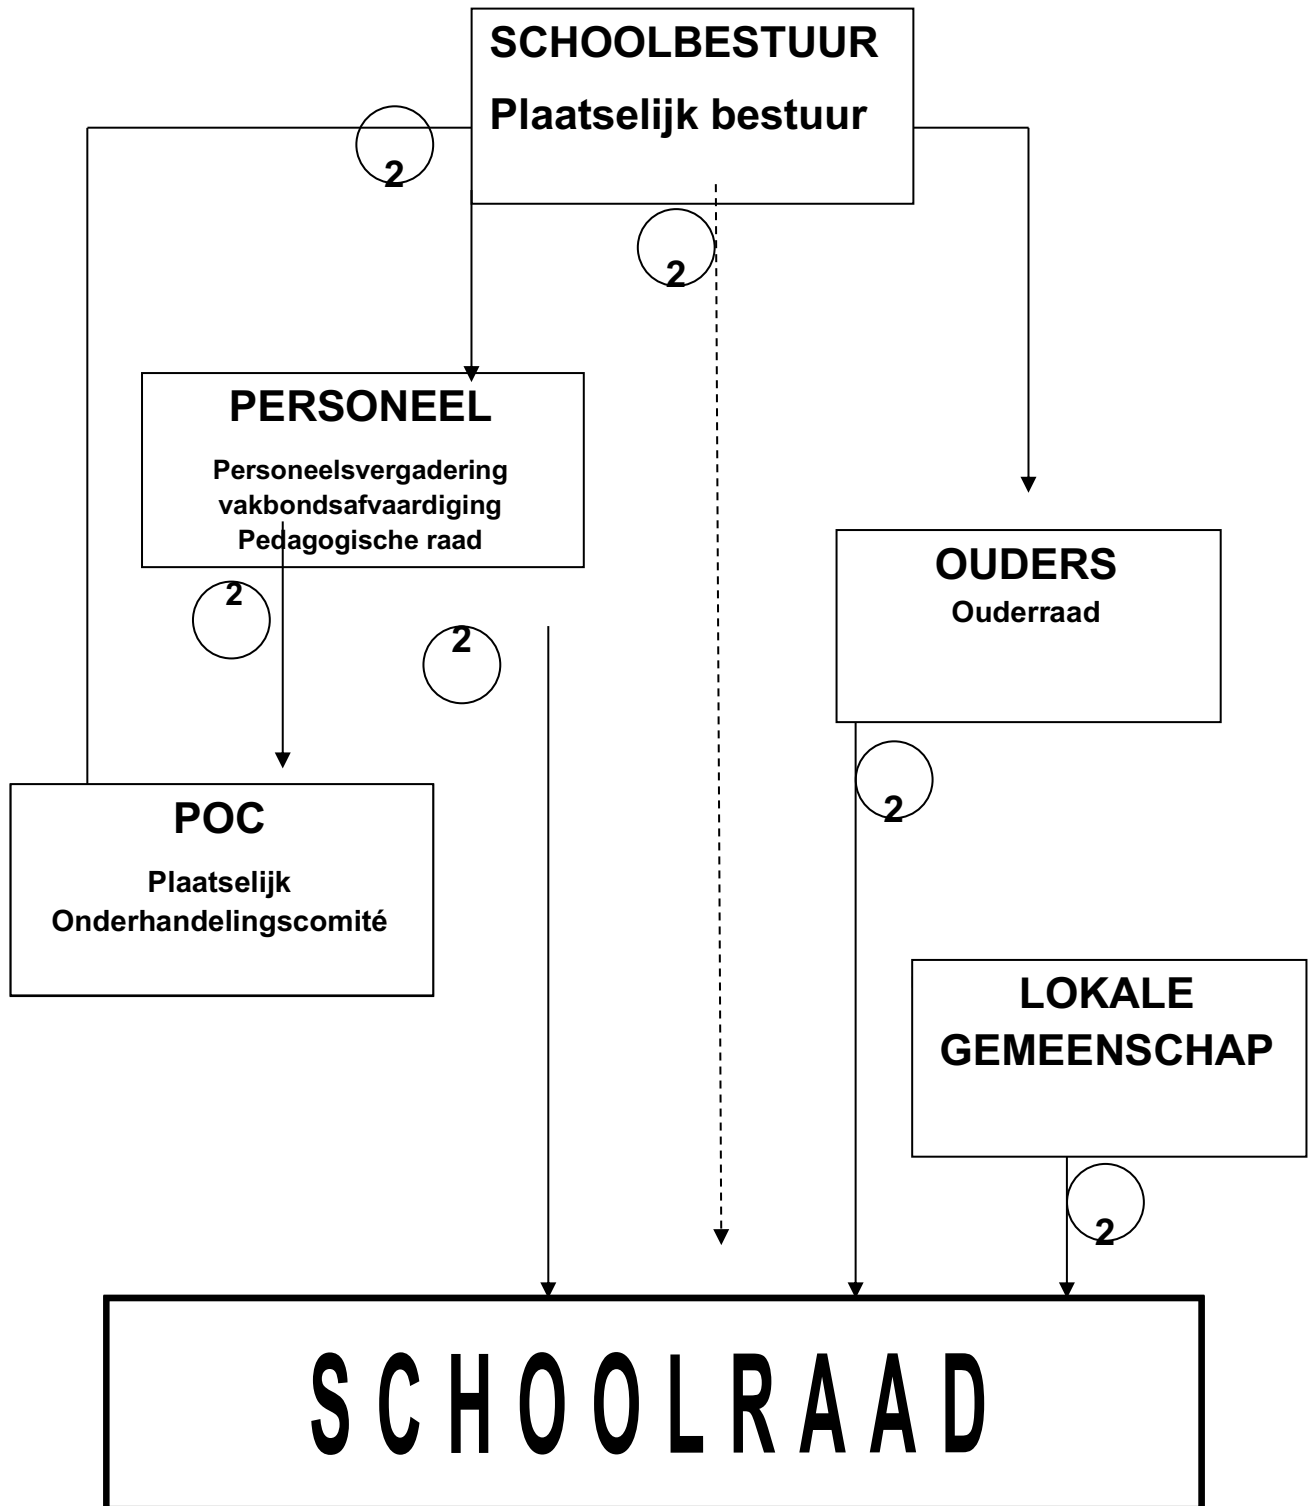 SCHOOLBESTUUR
Plaatselijk bestuur
2
2
PERSONEEL
Personeelsvergadering
vakbondsafvaardiging
Pedagogische raad
2
2
OUDERS
Ouderraad
2
POC
Plaatselijk
Onderhandelingscomité
LOKALE
GEMEENSCHAP
2
SCHOOLRAAD